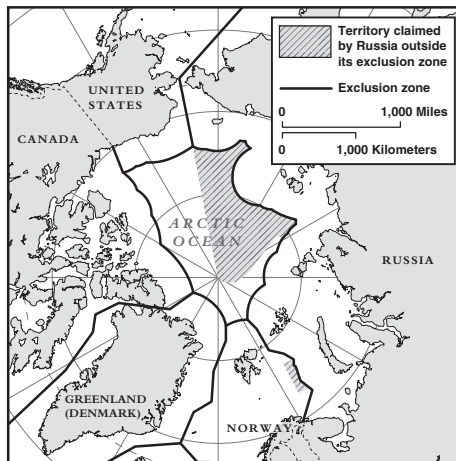 Territory claimed
by Russia outside
its exclusion zone
Exclusion zone
0 1,000 Miles
0 1,000 Kilometers
UNITED
STATES
CANADA
ARCTIC
OCEAN
RUSSIA
GREENLAND
(DENMARK)
NORWAY